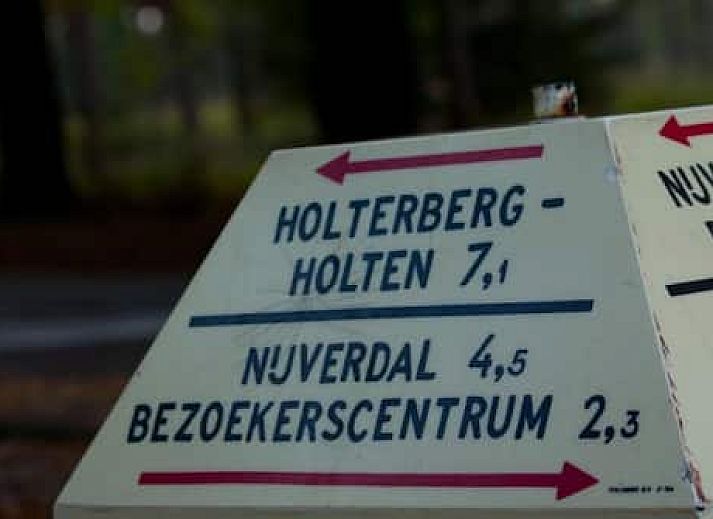 HOLTERBERG -
HOLTEN 7,1
NIJVERDAL 4,5
BEZOEKERSCENTRUM 2,3